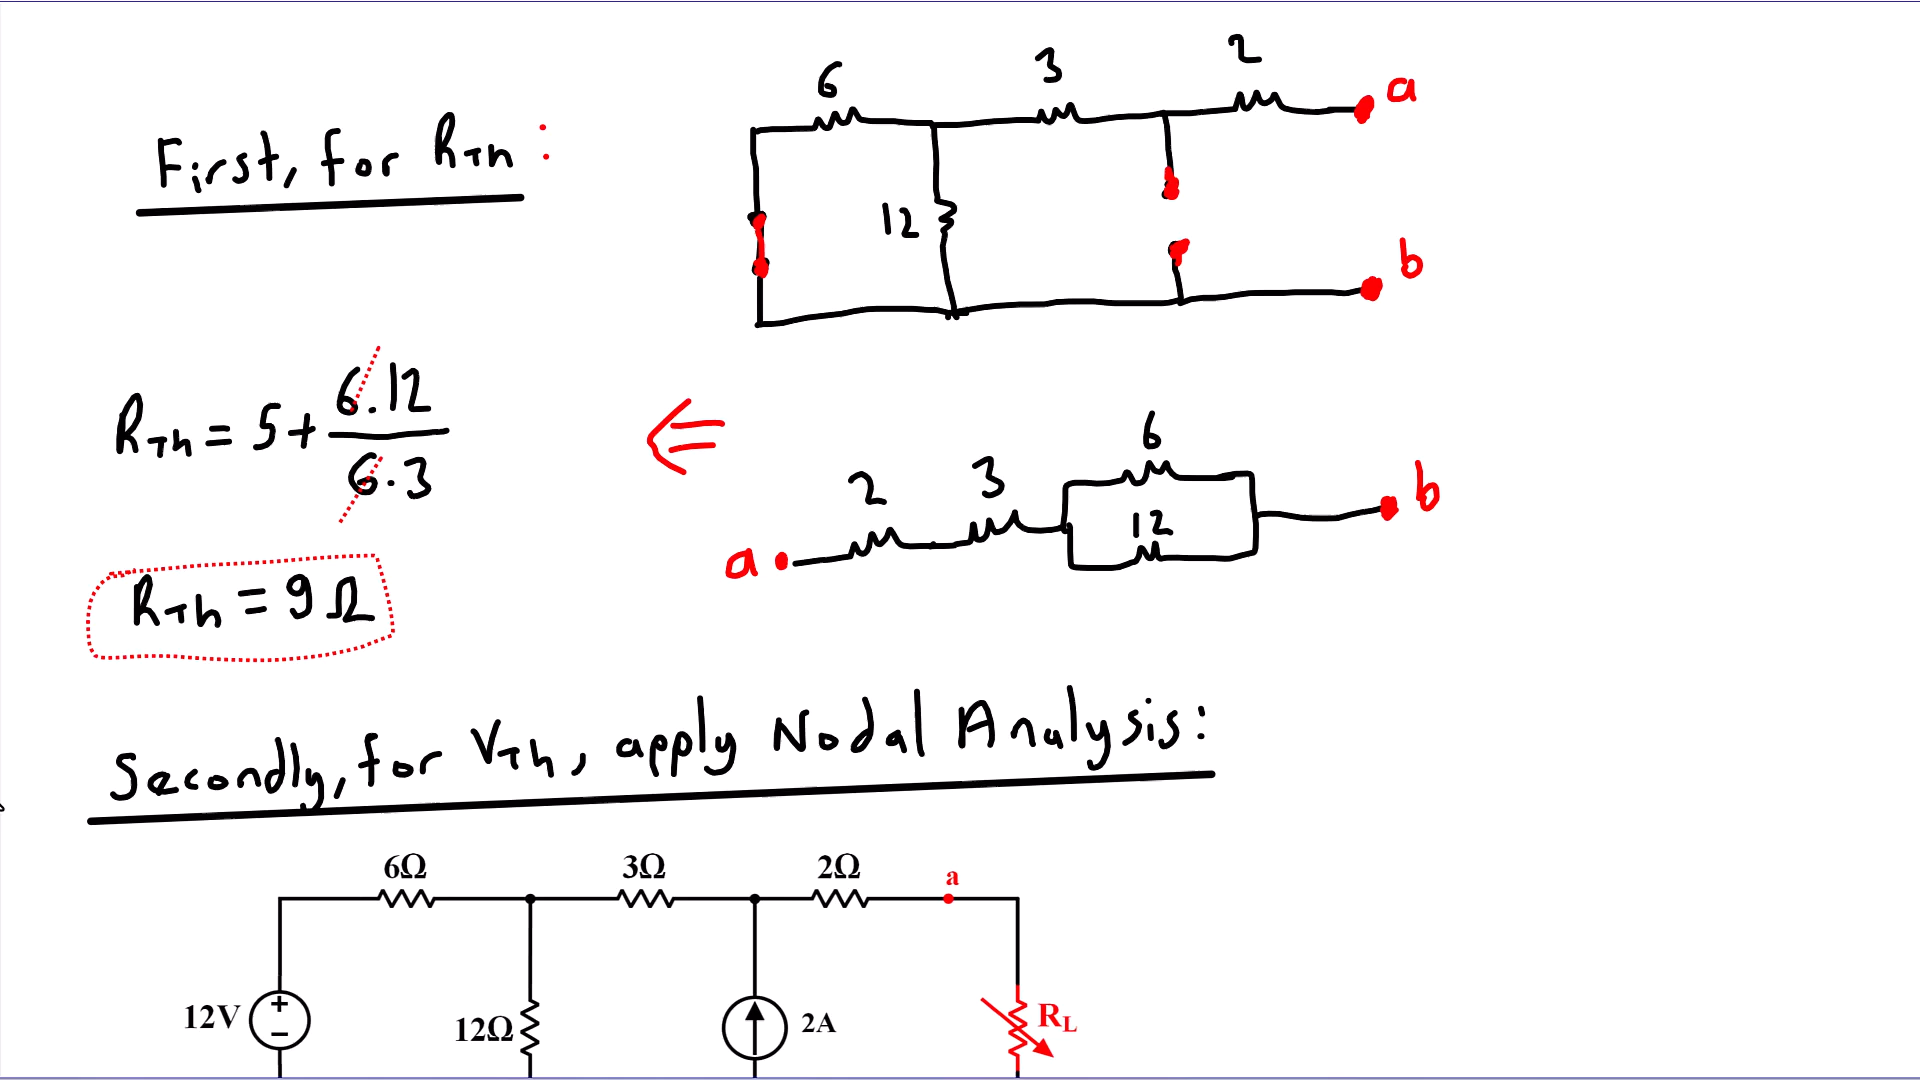 6 3 2 a
First, for RTh :
12
b
RTh = 5 + 6.12 / 6.3
6
2 3 b
12
a
RTh = 9 Ω
Secondly, for VTh, apply Nodal Analysis:
6Ω 3Ω 2Ω a
12V + − 12Ω 2A RL